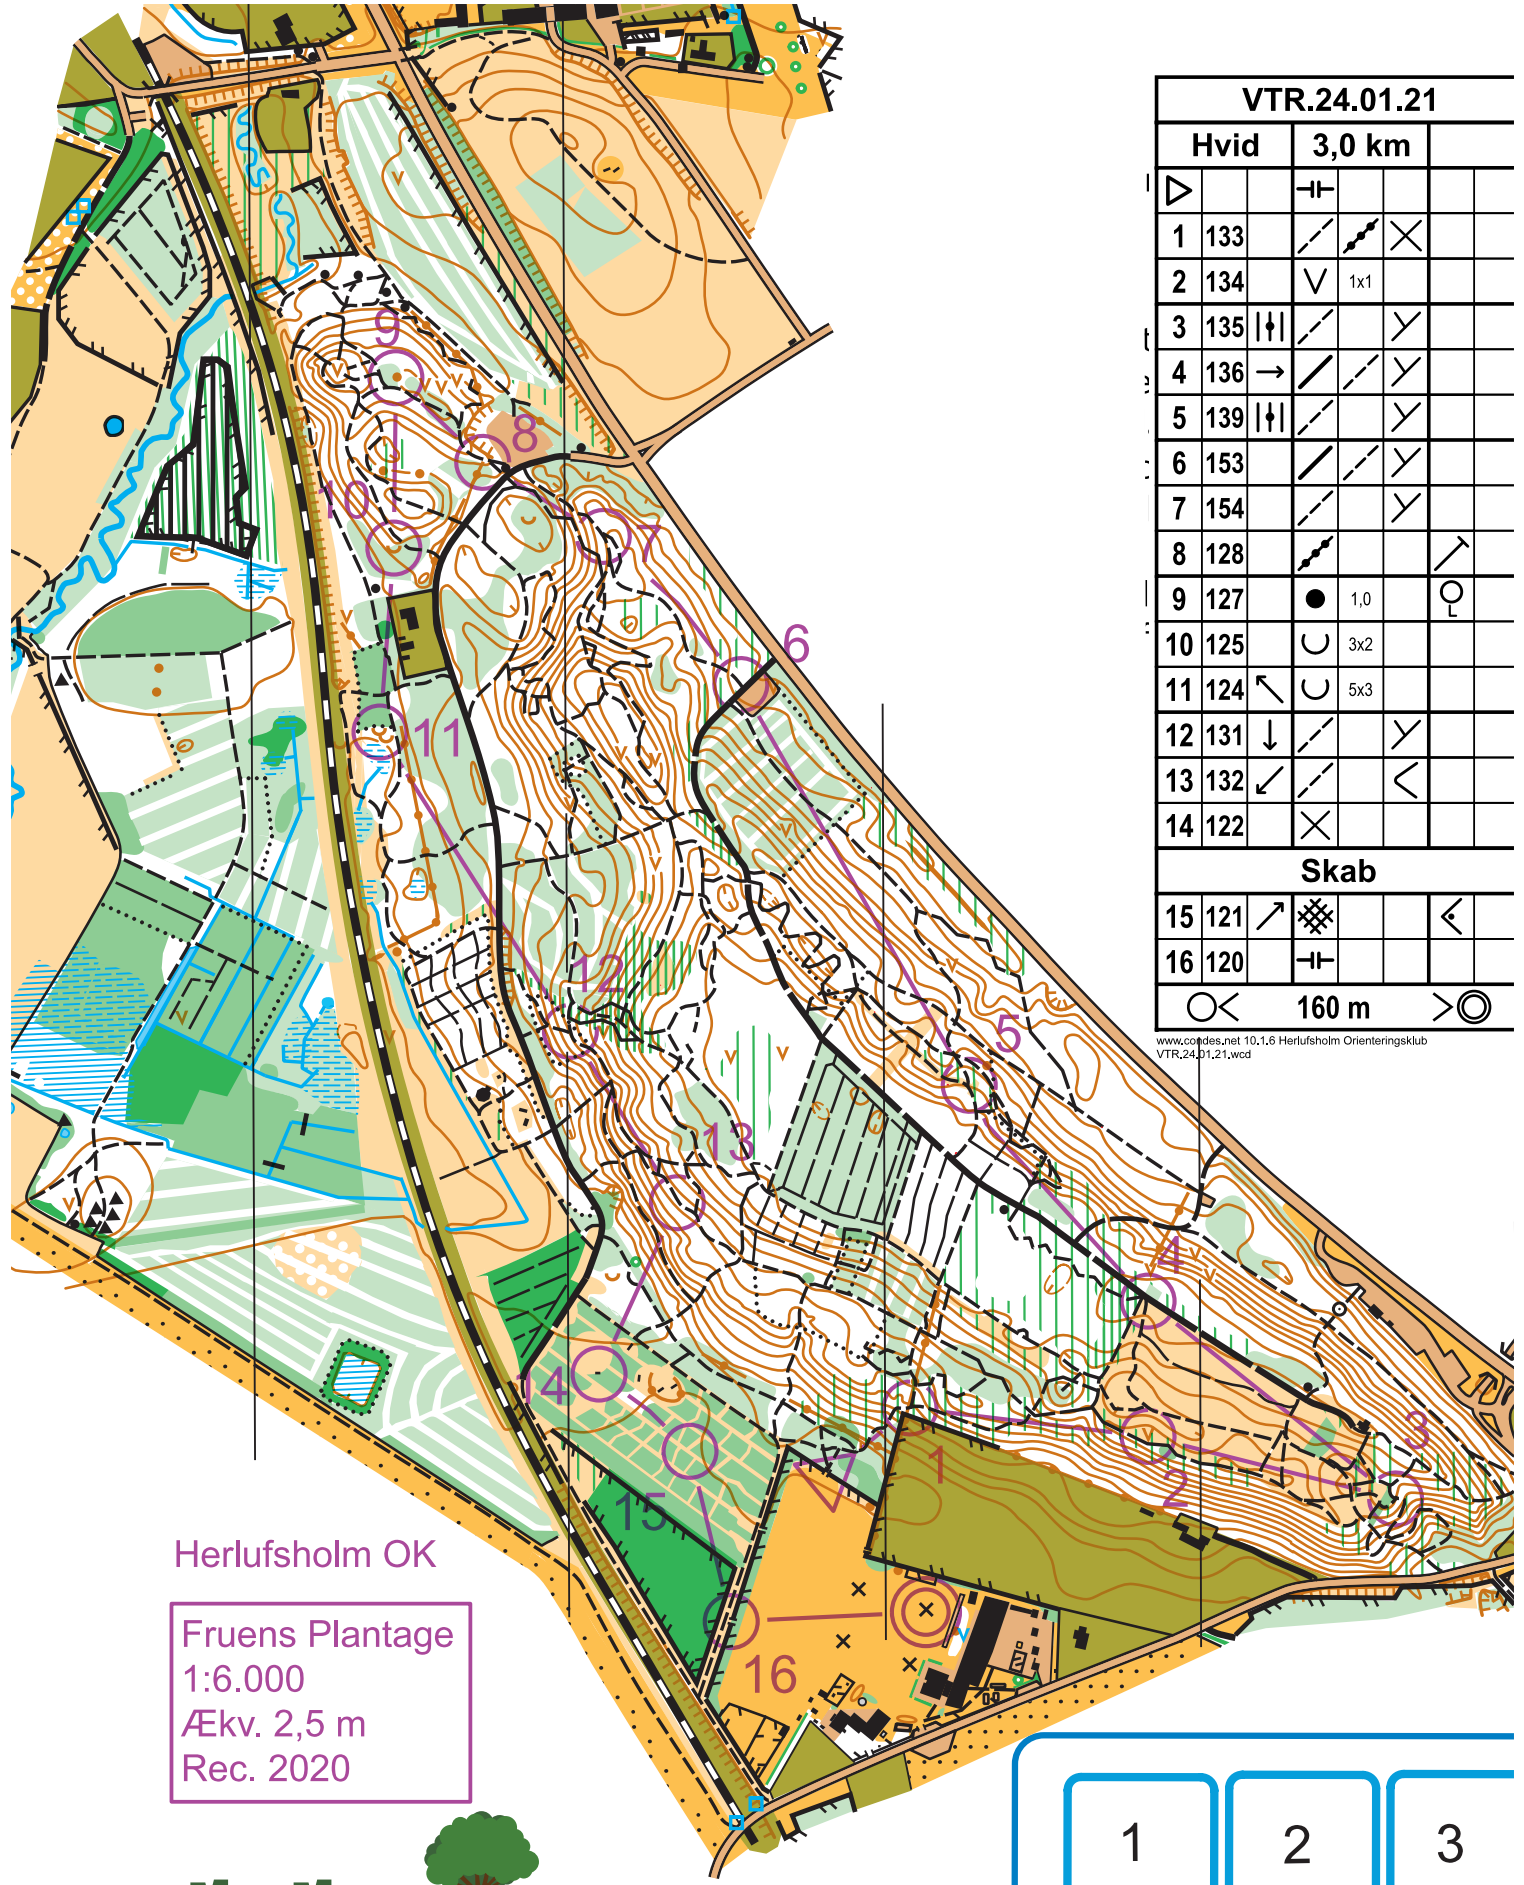 VTR.24.01.21
Hvid 3,0 km
1 133
2 134 1x1
3 135
4 136
5 139
6 153
7 154
8 128
9 127 1,0
10 125 3x2
11 124 5x3
12 131
13 132
14 122
Skab
15 121
16 120
160 m
www.condes.net 10.1.6 Herlufsholm Orienteringsklub
VTR.24.01.21.wcd
9
8
10
7
6
11
12
5
13
4
14
3
1
2
15
16
Herlufsholm OK
Fruens Plantage
1:6.000
Ækv. 2,5 m
Rec. 2020
1 2 3